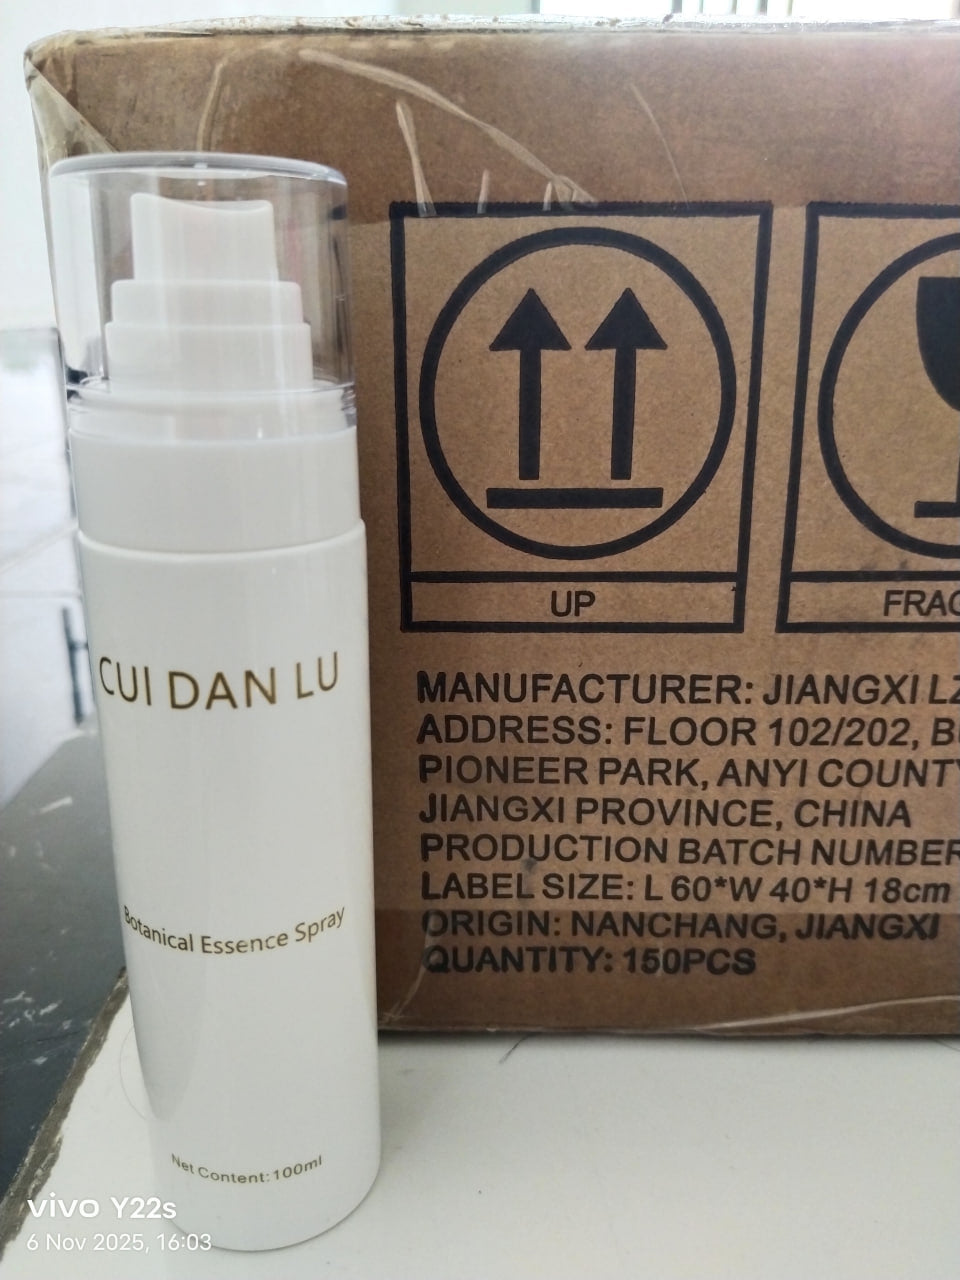 CUI DAN LU
Botanical Essence Spray
Net Content:100ml
UP
FRAG
MANUFACTURER: JIANGXI LZ
ADDRESS: FLOOR 102/202,
PIONEER PARK, ANYI COUNTY
JIANGXI PROVINCE, CHINA
PRODUCTION BATCH NUMBER
LABEL SIZE: L 60*W 40*H 18cm
ORIGIN: NANCHANG, JIANGXI
QUANTITY: 150PCS
vivo Y22s
6 Nov 2025, 16:03